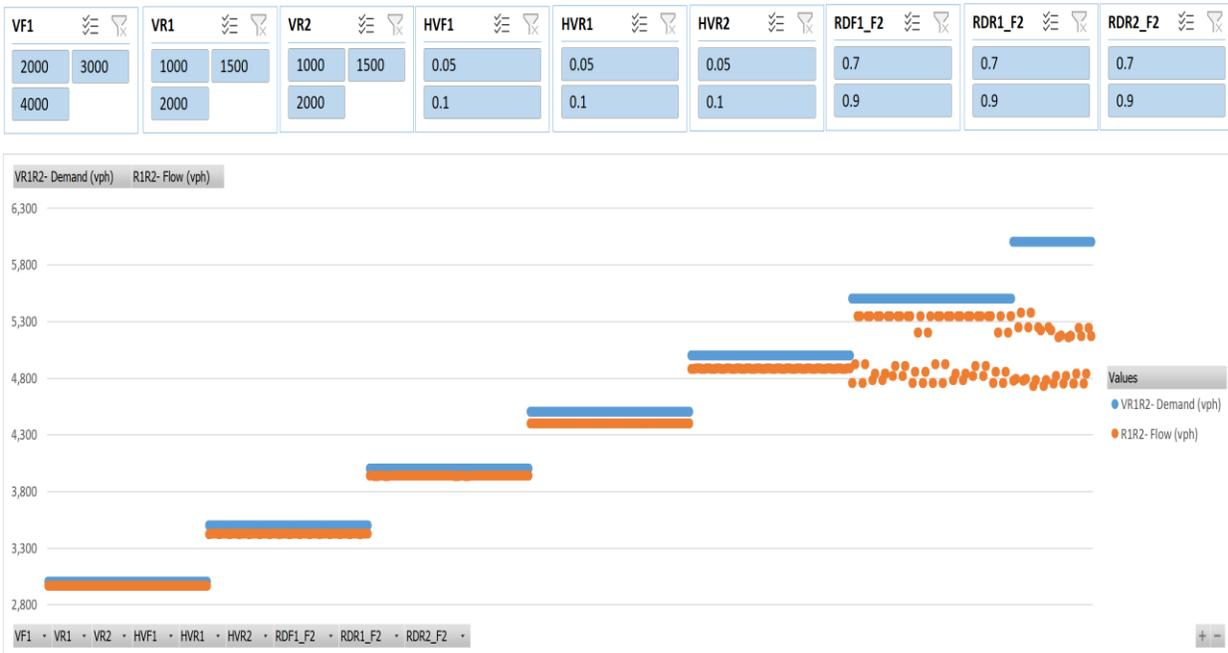 VF1 VR1 VR2 HVF1 HVR1 HVR2 RDF1_F2 RDR1_F2 RDR2_F2
2000 3000 1000 1500 1000 1500 0.05 0.05 0.05 0.7 0.7 0.7
4000 2000 2000 0.1 0.1 0.1 0.9 0.9 0.9
VR1R2- Demand (vph) R1R2- Flow (vph)
6,300
5,800
5,300
4,800
4,300
3,800
3,300
2,800
Values
VR1R2- Demand (vph)
R1R2- Flow (vph)
VF1 VR1 VR2 HVF1 HVR1 HVR2 RDF1_F2 RDR1_F2 RDR2_F2
+ −